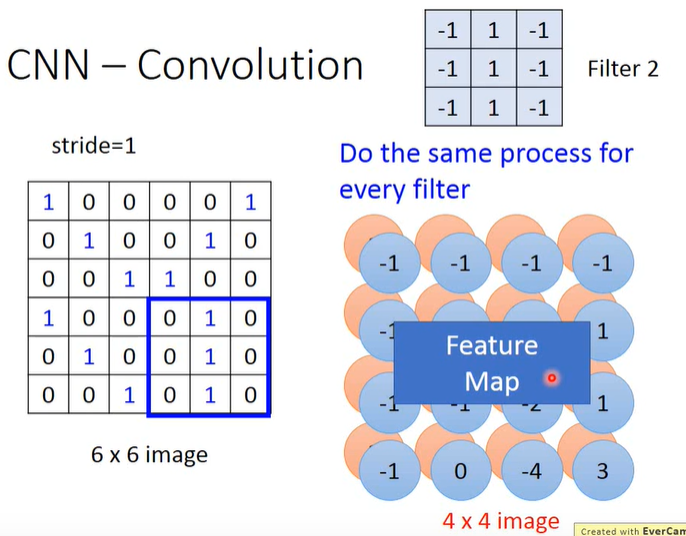 -1 1 -1
CNN – Convolution
-1 1 -1 Filter 2
-1 1 -1
stride=1
Do the same process for
every filter
1 0 0 0 0 1
0 1 0 0 1 0
0 0 1 1 0 0
1 0 0 0 1 0
0 1 0 0 1 0
0 0 1 0 1 0
6 x 6 image
-1 -1 -1 -1
1
Feature
Map
-1 -1 -2 1
-1 0 -4 3
4 x 4 image
Created with EverCam